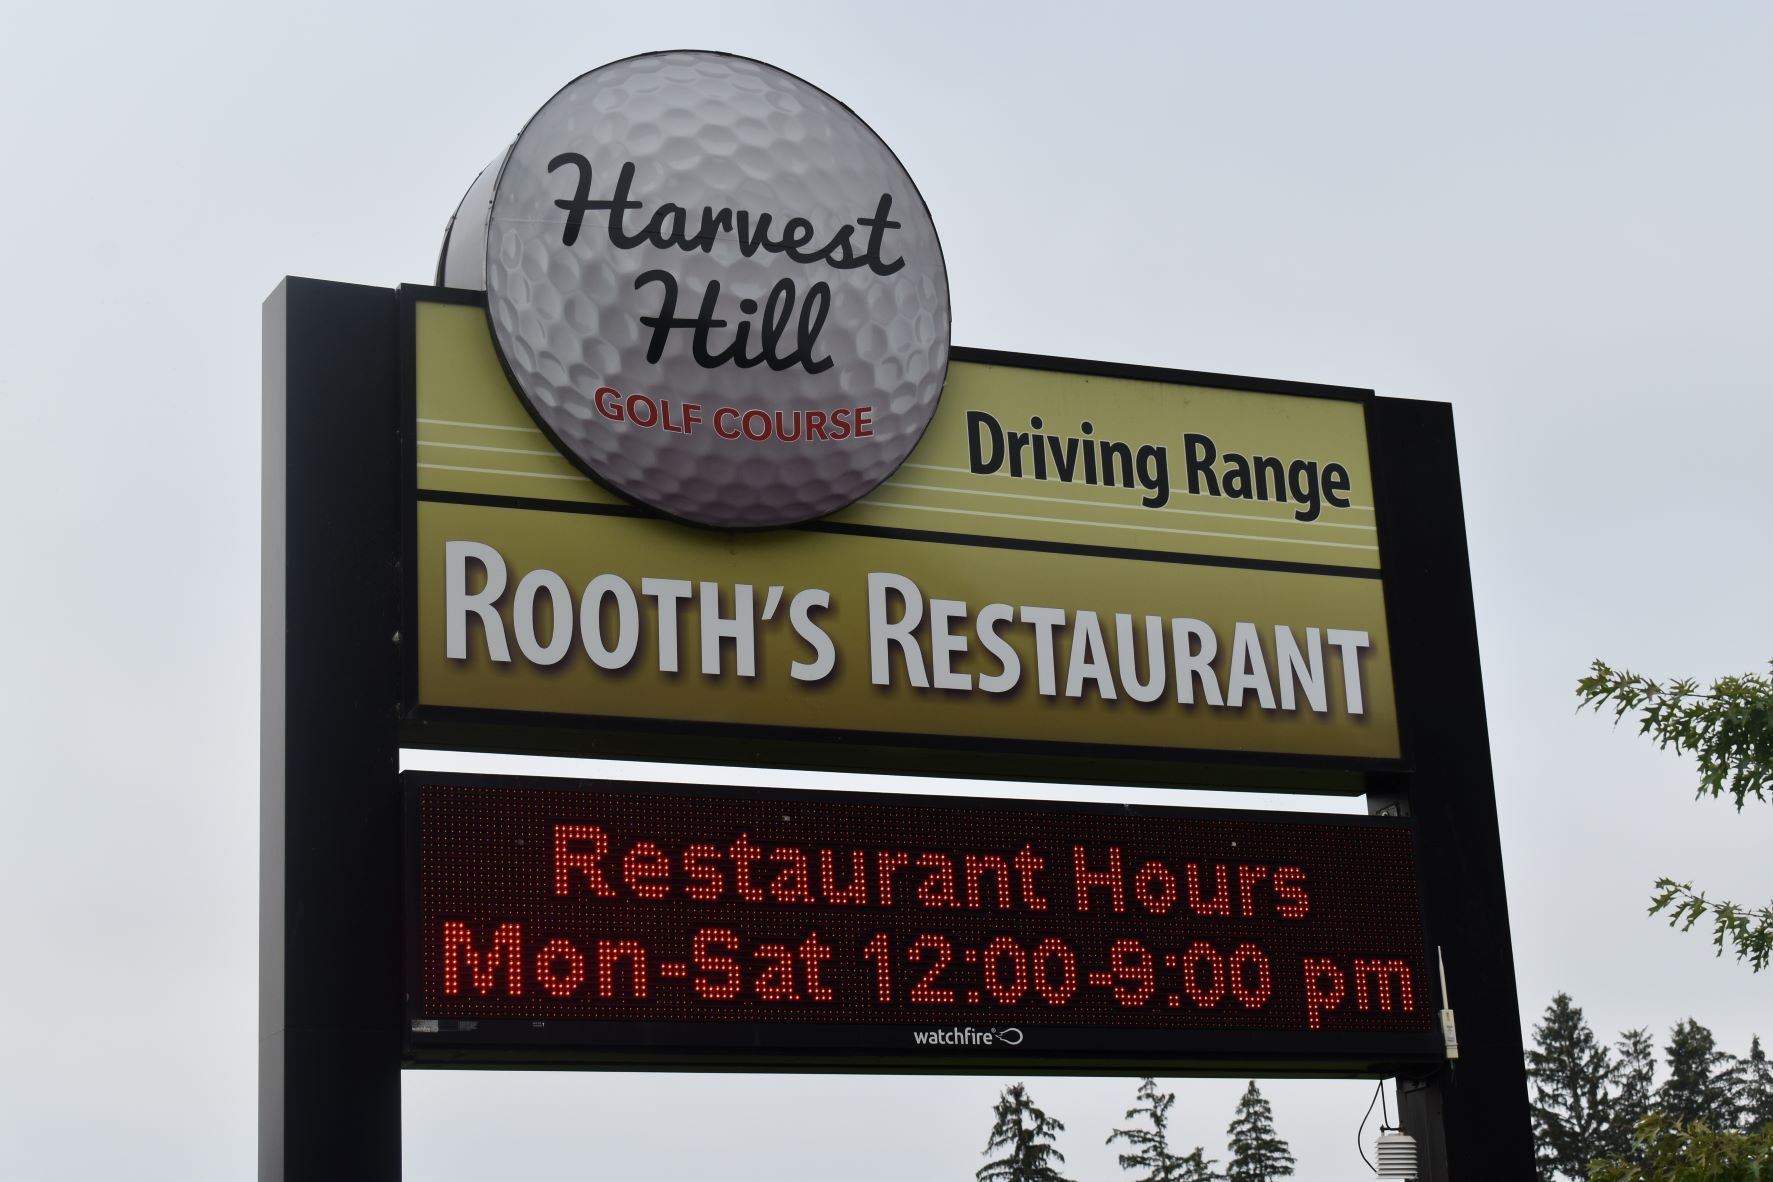 Harvest
Hill
GOLF COURSE
Driving Range
ROOTH'S RESTAURANT
Restaurant Hours
Mon-Sat 12:00-9:00 pm
watchfire®